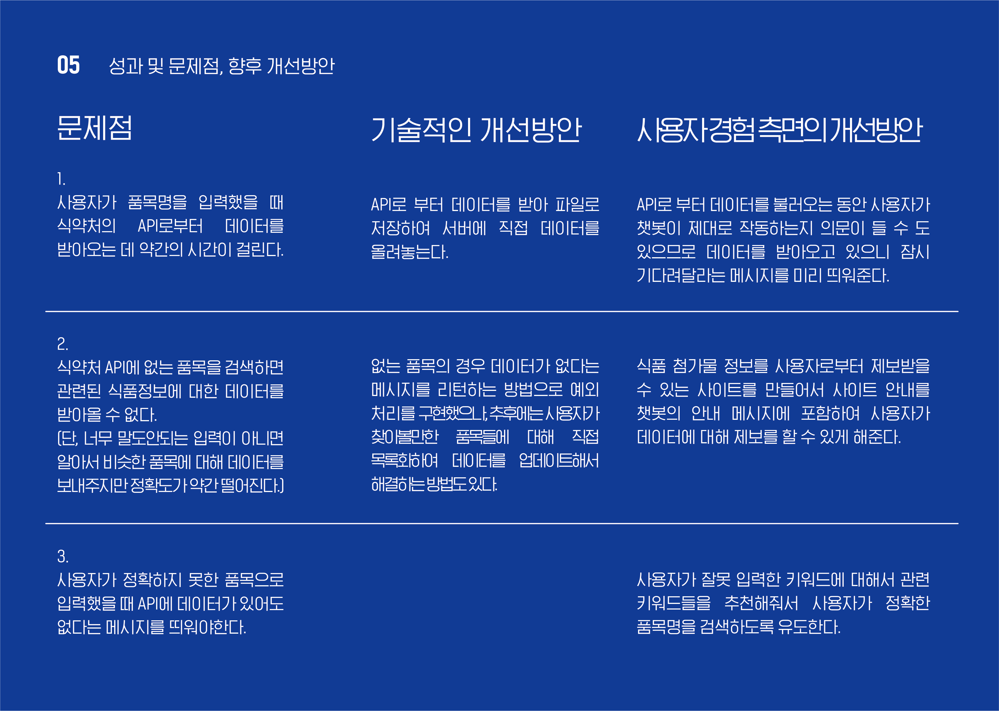 05 성과 및 문제점, 향후 개선방안
문제점
기술적인 개선방안
사용자 경험 측면의 개선방안
1.
사용자가 품목명을 입력했을 때
식약처의 API로부터 데이터를
받아오는 데 약간의 시간이 걸린다.
API로 부터 데이터를 받아 파일로
저장하여 서버에 직접 데이터를
올려놓는다.
API로 부터 데이터를 불러오는 동안 사용자가
챗봇이 제대로 작동하는지 의문이 들 수 도
있으므로 데이터를 받아오고 있으니 잠시
기다려달라는 메시지를 미리 띄워준다.
2.
식약처 API에 없는 품목을 검색하면
관련된 식품정보에 대한 데이터를
받아올 수 없다.
(단, 너무 말도안되는 입력이 아니면
알아서 비슷한 품목에 대해 데이터를
보내주지만 정확도가 약간 떨어진다.)
없는 품목의 경우 데이터가 없다는
메시지를 리턴하는 방법으로 예외
처리를 구현했으나, 추후에는 사용자가
찾아볼만한 품목들에 대해 직접
목록화하여 데이터를 업데이트해서
해결하는 방법도 있다.
식품 첨가물 정보를 사용자로부터 제보받을
수 있는 사이트를 만들어서 사이트 안내를
챗봇의 안내 메시지에 포함하여 사용자가
데이터에 대해 제보를 할 수 있게 해준다.
3.
사용자가 정확하지 못한 품목으로
입력했을 때 API에 데이터가 있어도
없다는 메시지를 띄워야한다.
사용자가 잘못 입력한 키워드에 대해서 관련
키워드들을 추천해줘서 사용자가 정확한
품목명을 검색하도록 유도한다.